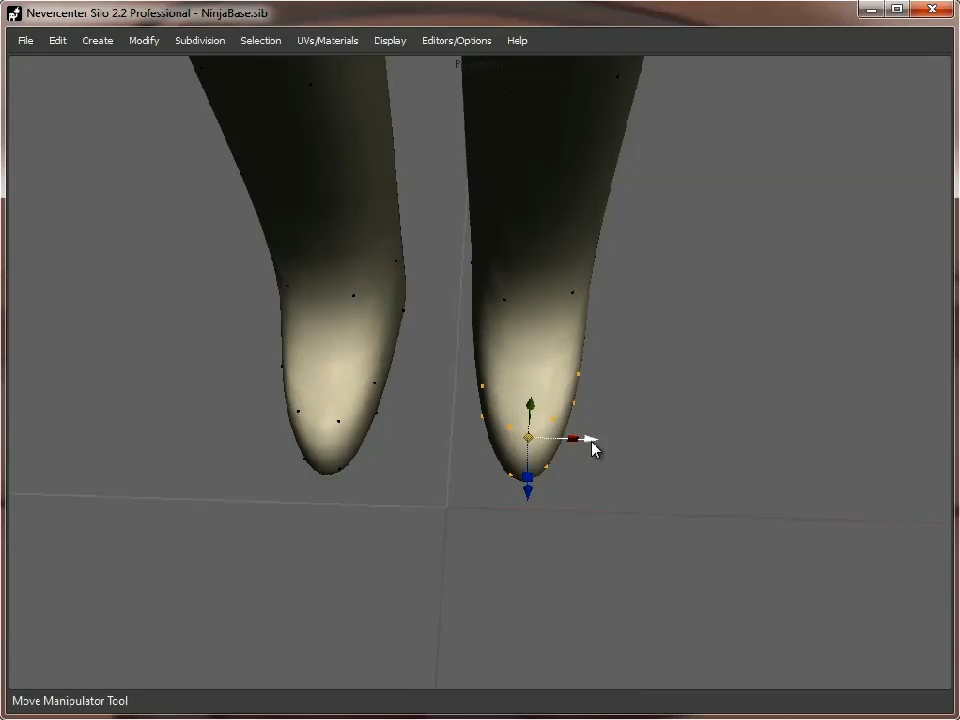 Nevercenter Silo 2.2 Professional - NinjaBase.sib
File Edit Create Modify Subdivision Selection UVs/Materials Display Editors/Options Help
Move Manipulator Tool